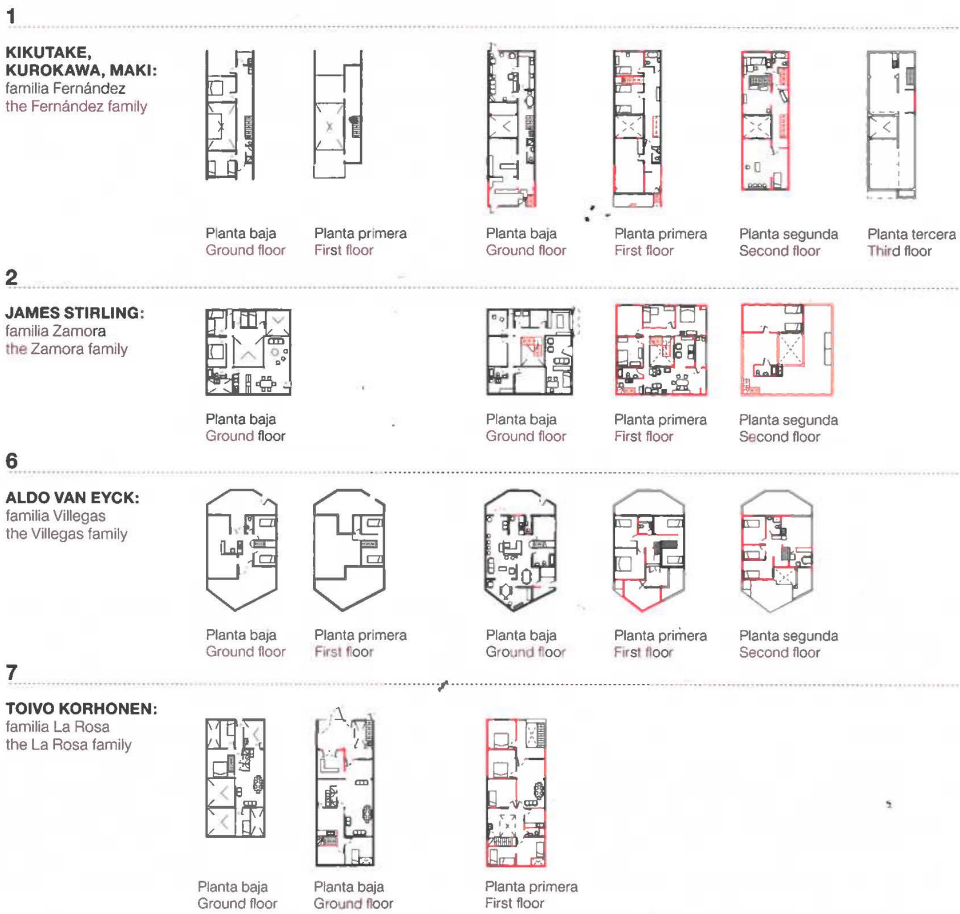 1
KIKUTAKE,
KUROKAWA, MAKI:
familia Fernández
the Fernández family
Planta baja
Ground floor
Planta primera
First floor
Planta baja
Ground floor
Planta primera
First floor
Planta segunda
Second floor
Planta tercera
Third floor
2
JAMES STIRLING:
familia Zamora
the Zamora family
Planta baja
Ground floor
Planta baja
Ground floor
Planta primera
First floor
Planta segunda
Second floor
6
ALDO VAN EYCK:
familia Villegas
the Villegas family
Planta baja
Ground floor
Planta primera
First floor
Planta baja
Ground floor
Planta primera
First floor
Planta segunda
Second floor
7
TOIVO KORHONEN:
familia La Rosa
the La Rosa family
Planta baja
Ground floor
Planta baja
Ground floor
Planta primera
First floor